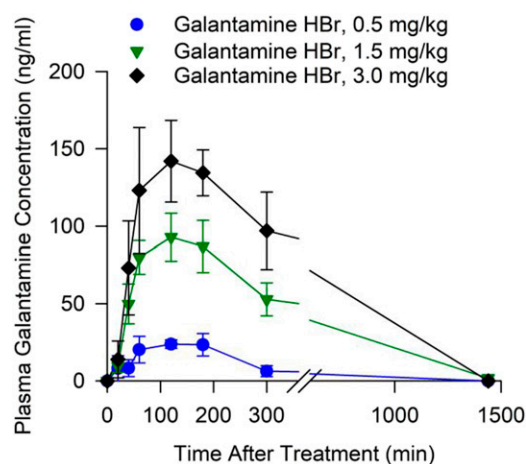 Galantamine HBr, 0.5 mg/kg
Galantamine HBr, 1.5 mg/kg
Galantamine HBr, 3.0 mg/kg
Plasma Galantamine Concentration (ng/ml)
200
150
100
50
0
0 100 200 300 1000 1500
Time After Treatment (min)